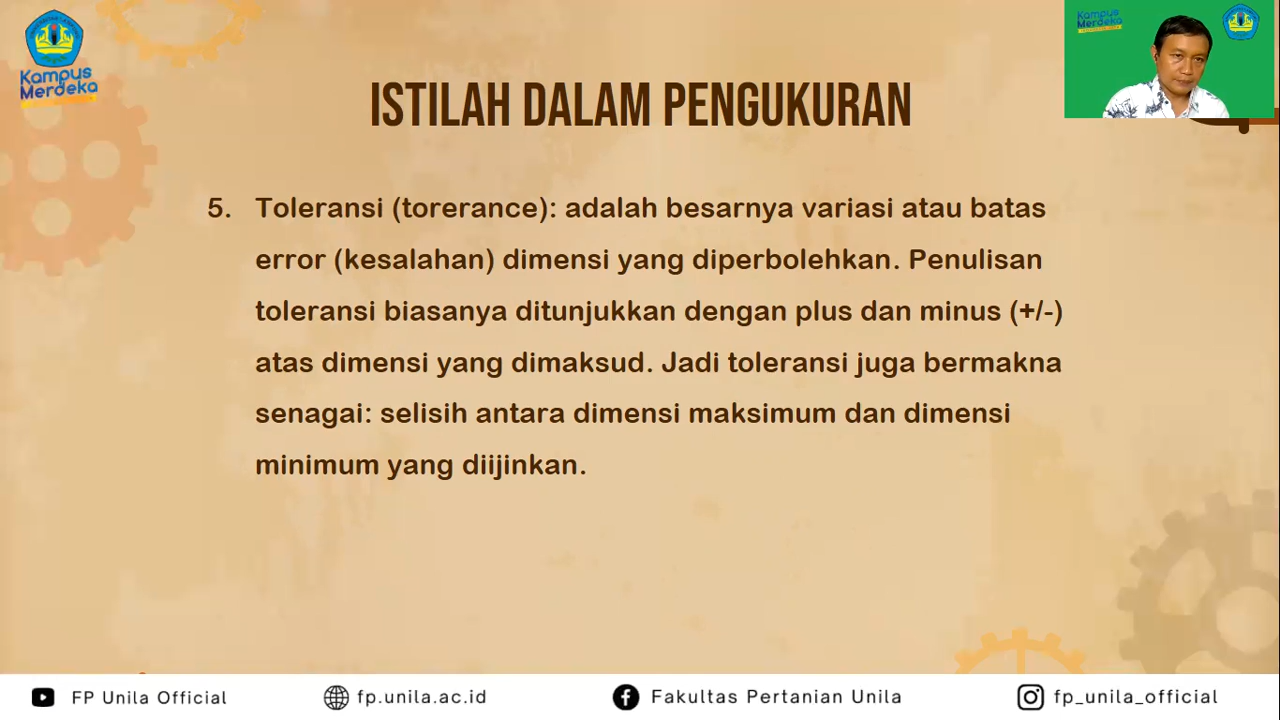 Kampus
Merdeka
Kampus
Merdeka
ISTILAH DALAM PENGUKURAN
5. Toleransi (torerance): adalah besarnya variasi atau batas
error (kesalahan) dimensi yang diperbolehkan. Penulisan
toleransi biasanya ditunjukkan dengan plus dan minus (+/-)
atas dimensi yang dimaksud. Jadi toleransi juga bermakna
senagai: selisih antara dimensi maksimum dan dimensi
minimum yang diijinkan.
FP Unila Official
fp.unila.ac.id
Fakultas Pertanian Unila
fp_unila_official